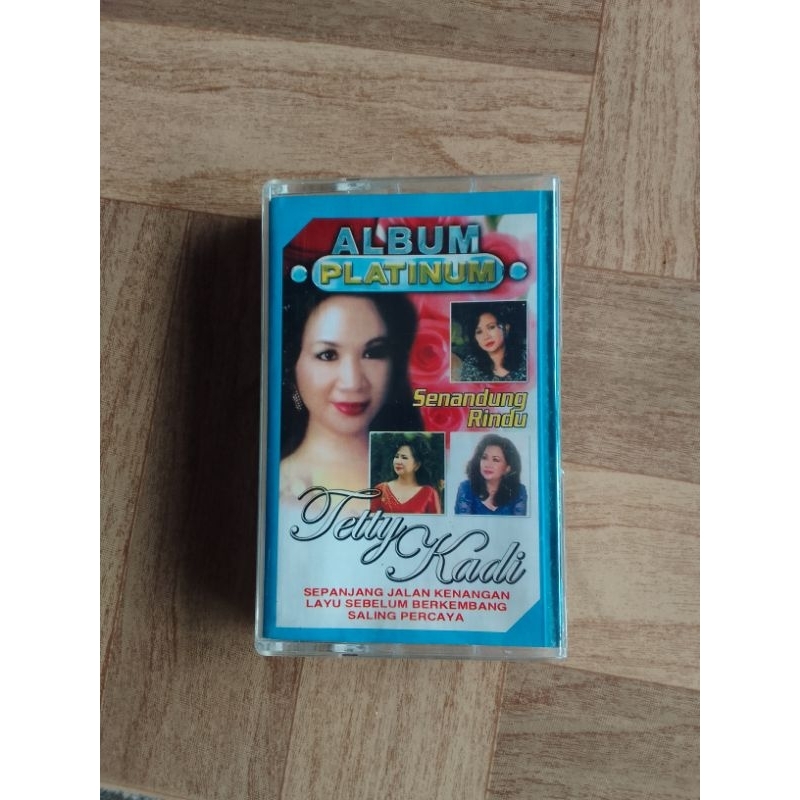 ALBUM
PLATINUM
Senandung
Rindu
Tetty Kadi
SEPANJANG JALAN KENANGAN
LAYU SEBELUM BERKEMBANG
SALING PERCAYA